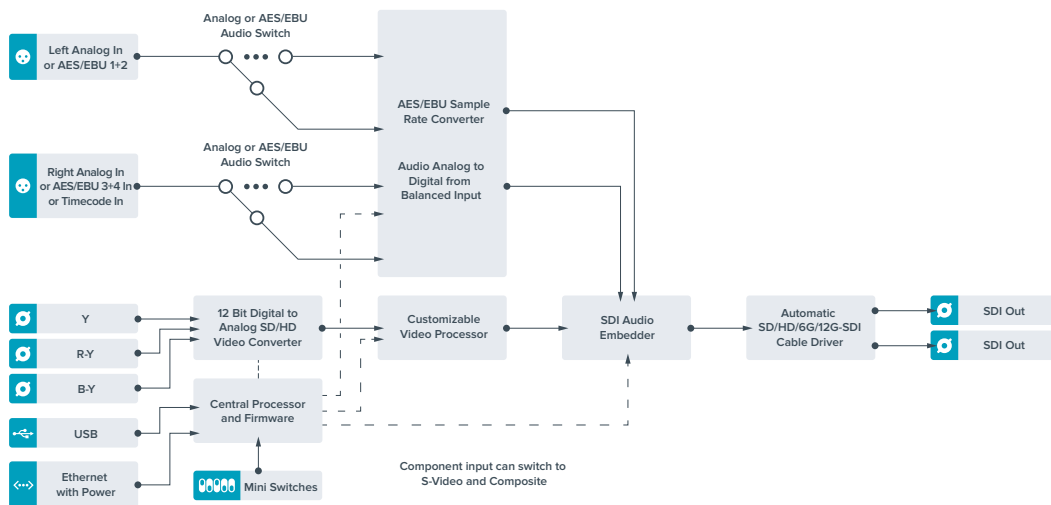 Analog or AES/EBU
Audio Switch
Left Analog In
or AES/EBU 1+2
AES/EBU Sample
Rate Converter
Analog or AES/EBU
Audio Switch
Right Analog In
or AES/EBU 3+4 In
or Timecode In
Audio Analog to
Digital from
Balanced Input
Y
R-Y
B-Y
12 Bit Digital to
Analog SD/HD
Video Converter
Customizable
Video Processor
SDI Audio
Embedder
Automatic
SD/HD/6G/12G-SDI
Cable Driver
SDI Out
SDI Out
USB
Central Processor
and Firmware
Ethernet
with Power
Mini Switches
Component input can switch to
S-Video and Composite